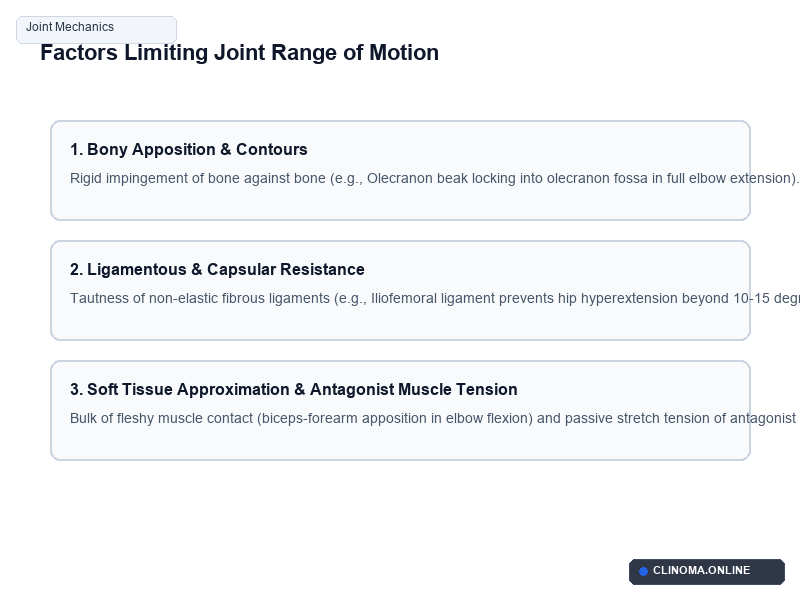 Joint Mechanics
Factors Limiting Joint Range of Motion
1. Bony Apposition & Contours
Rigid impingement of bone against bone (e.g., Olecranon beak locking into olecranon fossa in full elbow extension).
2. Ligamentous & Capsular Resistance
Tautness of non-elastic fibrous ligaments (e.g., Iliofemoral ligament prevents hip hyperextension beyond 10-15 deg
3. Soft Tissue Approximation & Antagonist Muscle Tension
Bulk of fleshy muscle contact (biceps-forearm apposition in elbow flexion) and passive stretch tension of antagonist
CLINOMA.ONLINE